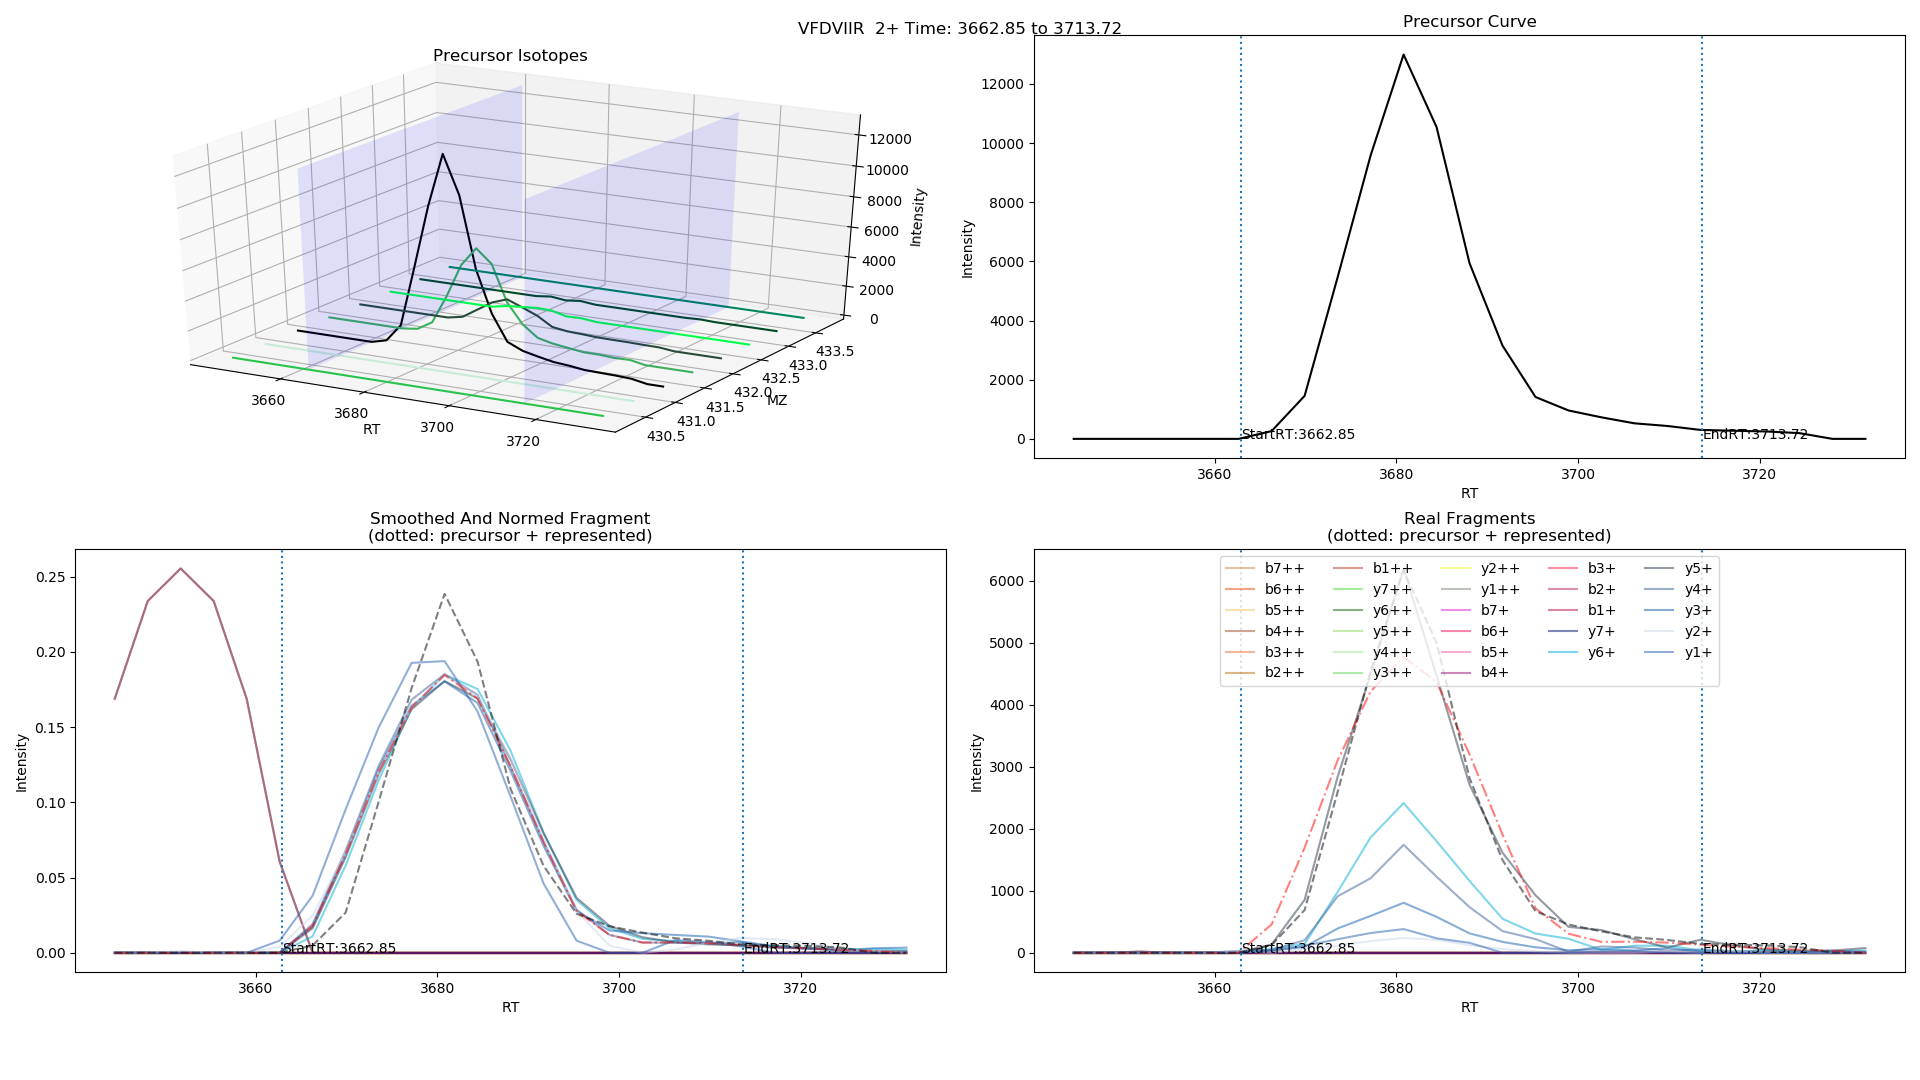 VFDVIIR  2+ Time: 3662.85 to 3713.72
Precursor Isotopes
12000
10000
8000
6000
4000
2000
0
Intensity
433.5
433.0
432.5
432.0
431.5
431.0
430.5
MZ
3660
3680
3700
3720
RT
Precursor Curve
12000
10000
8000
6000
4000
2000
0
Intensity
StartRT:3662.85
EndRT:3713.72
3660
3680
3700
3720
RT
Smoothed And Normed Fragment
(dotted: precursor + represented)
0.25
0.20
0.15
0.10
0.05
0.00
Intensity
StartRT:3662.85
EndRT:3713.72
3660
3680
3700
3720
RT
Real Fragments
(dotted: precursor + represented)
6000
5000
4000
3000
2000
1000
0
Intensity
b7++
b6++
b5++
b4++
b3++
b2++
b1++
y7++
y6++
y5++
y4++
y3++
y2++
y1++
b7+
b6+
b5+
b4+
b3+
b2+
b1+
y7+
y6+
y5+
y4+
y3+
y2+
y1+
StartRT:3662.85
EndRT:3713.72
3660
3680
3700
3720
RT